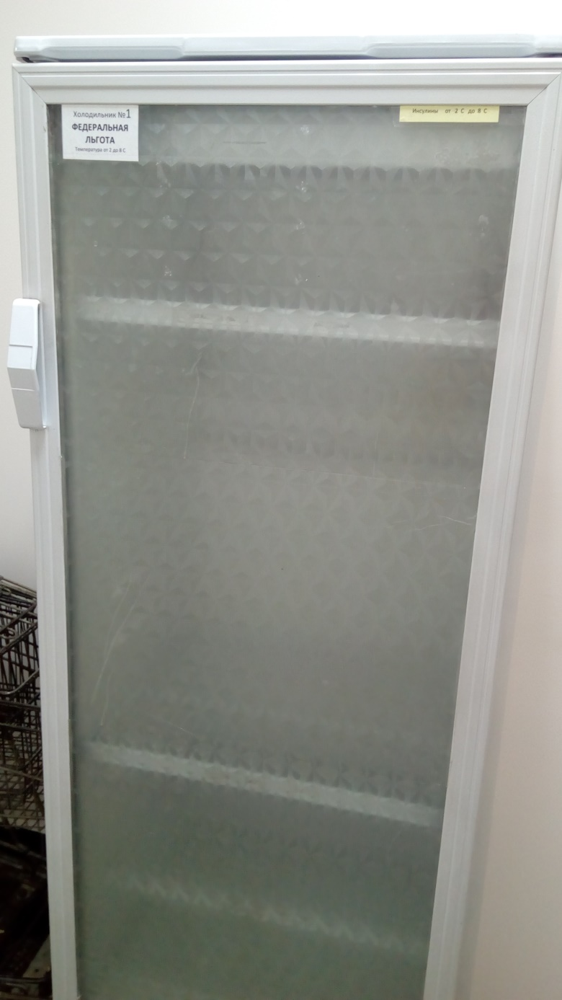 Холодильник №1
ФЕДЕРАЛЬНАЯ
ЛЬГОТА
Температура от 2 до 8 С
Инсулины от 2 С до 8 С